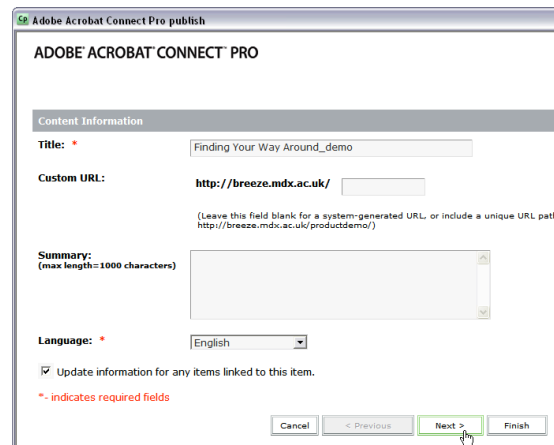 Cp Adobe Acrobat Connect Pro publish
ADOBE® ACROBAT® CONNECT™ PRO
Content Information
Title: *
Finding Your Way Around_demo
Custom URL:
http://breeze.mdx.ac.uk/
(Leave this field blank for a system-generated URL, or include a unique URL pat
http://breeze.mdx.ac.uk/productdemo/)
Summary:
(max length=1000 characters)
Language: *
English
Update information for any items linked to this item.
*- indicates required fields
Cancel
< Previous
Next >
Finish